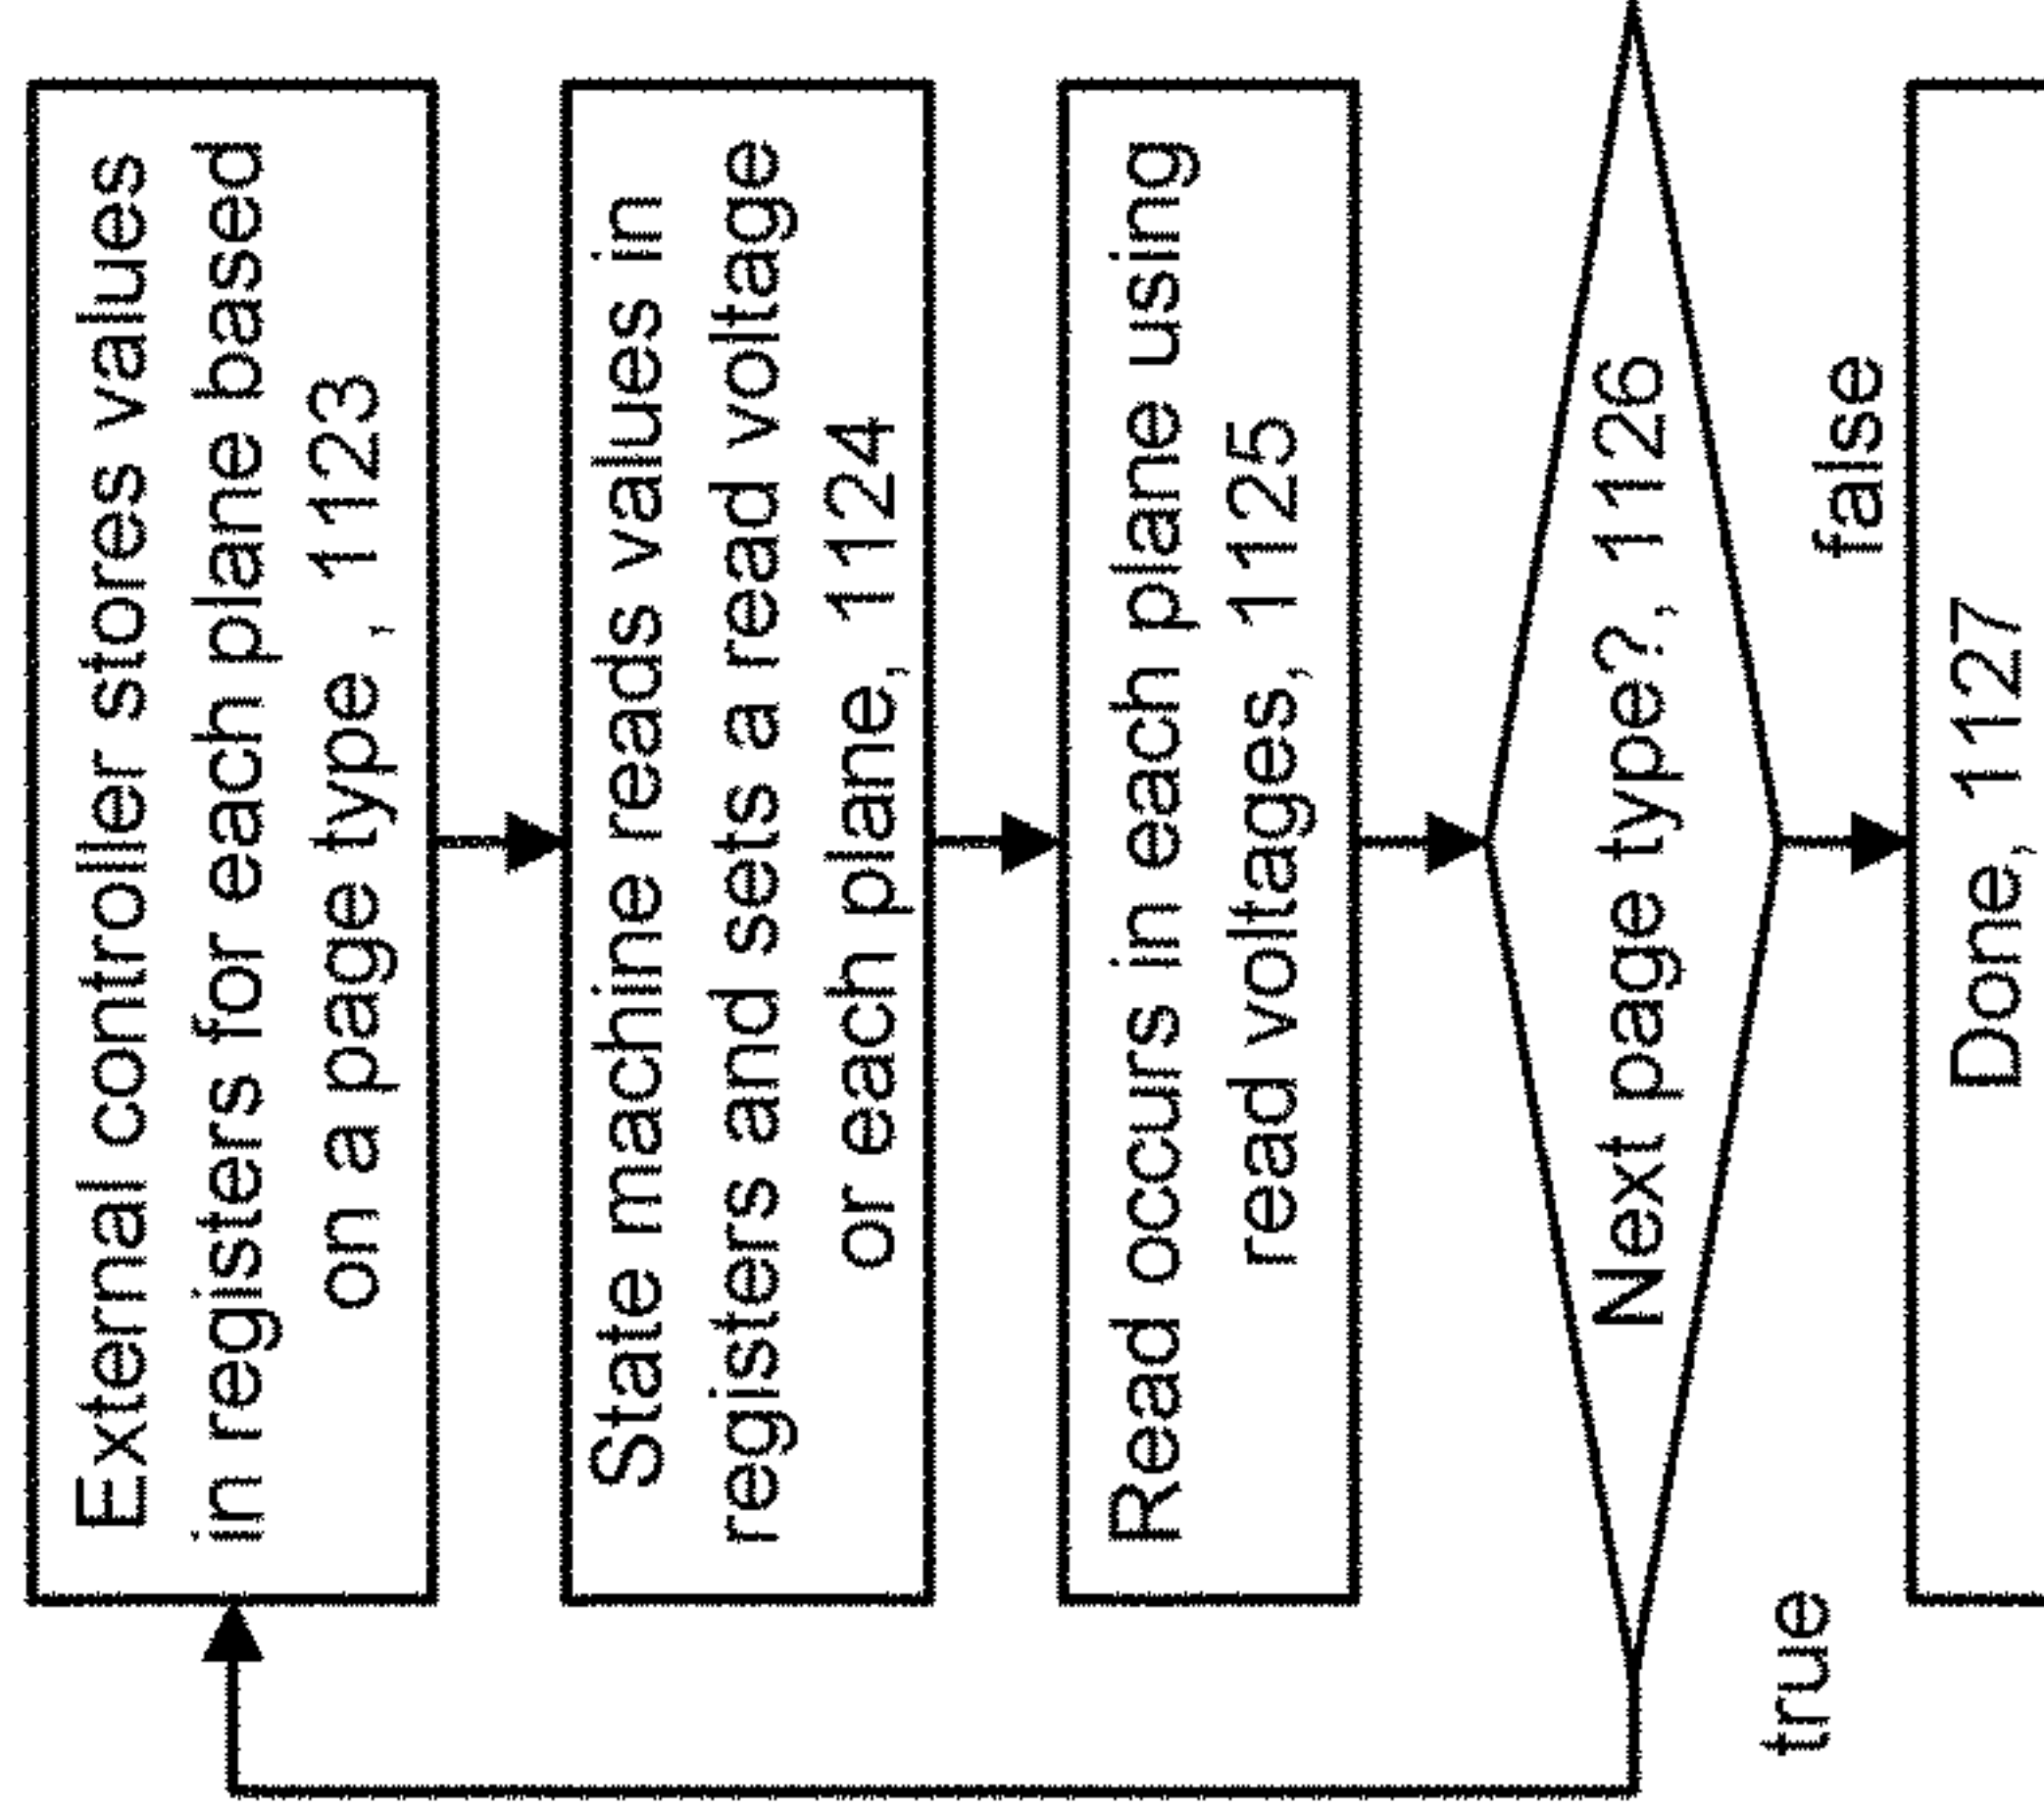 External controller stores values
in registers for each plane based
on a page type , 1123
State machine reads values in
registers and sets a read voltage
or each plane, 1124
Read occurs in each plane using
read voltages, 1125
Next page type?, 1126
true
false
Done, 1127